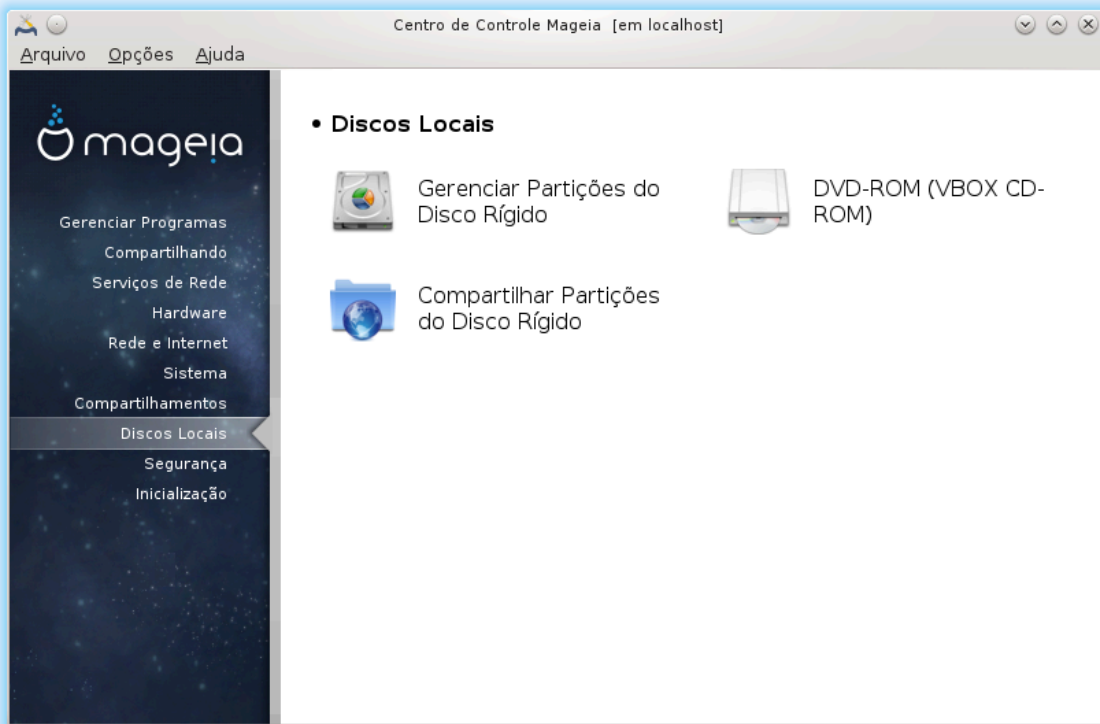 Centro de Controle Mageia [em localhost]
Arquivo Opções Ajuda
mageia
Gerenciar Programas
Compartilhando
Serviços de Rede
Hardware
Rede e Internet
Sistema
Compartilhamentos
Discos Locais
Segurança
Inicialização
• Discos Locais
Gerenciar Partições do
Disco Rígido
DVD-ROM (VBOX CD-
ROM)
Compartilhar Partições
do Disco Rígido